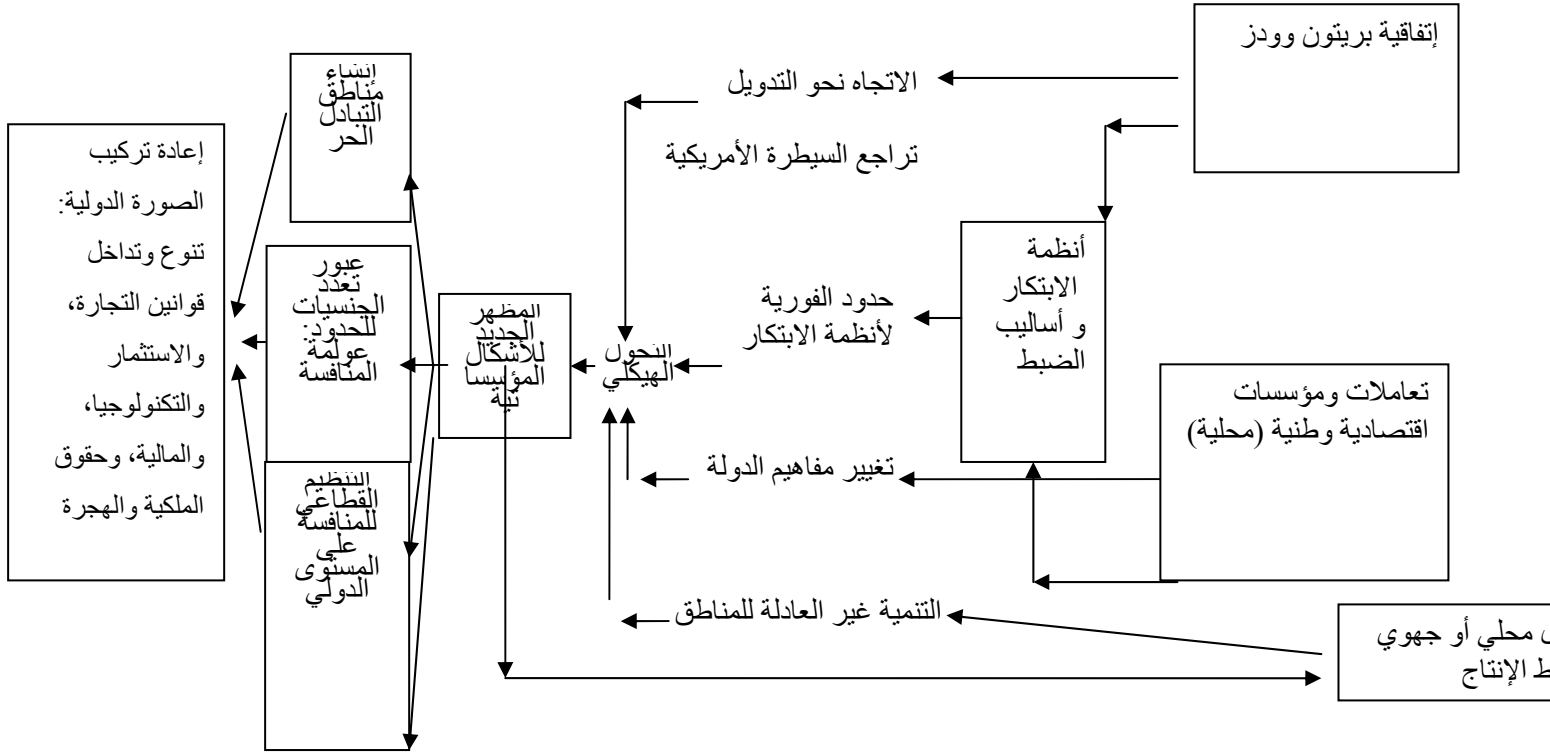 إتفاقية بريتون وودز
الاتجاه نحو التدويل
تراجع السيطرة الأمريكية
أنظمة
الابتكار
و أساليب
الضبط
حدود الفورية
لأنظمة الابتكار
تعاملات ومؤسسات
اقتصادية وطنية (محلية)
تغيير مفاهيم الدولة
محلي أو جهوي
الإنتاج
التنمية غير العادلة للمناطق
التحول
الهيكلي
المظهر
الجديد
للأشكال
المؤسسا
تية
إنشاء
مناطق
التبادل
الحر
عبور
تعدد
الجنسيات
للحدود:
عولمة
المنافسة
التنظيم
القطاعي
للمنافسة
على
المستوى
الدولي
إعادة تركيب
الصورة الدولية:
تنوع وتداخل
قوانين التجارة،
والاستثمار
والتكنولوجيا،
والمالية، وحقوق
الملكية والهجرة